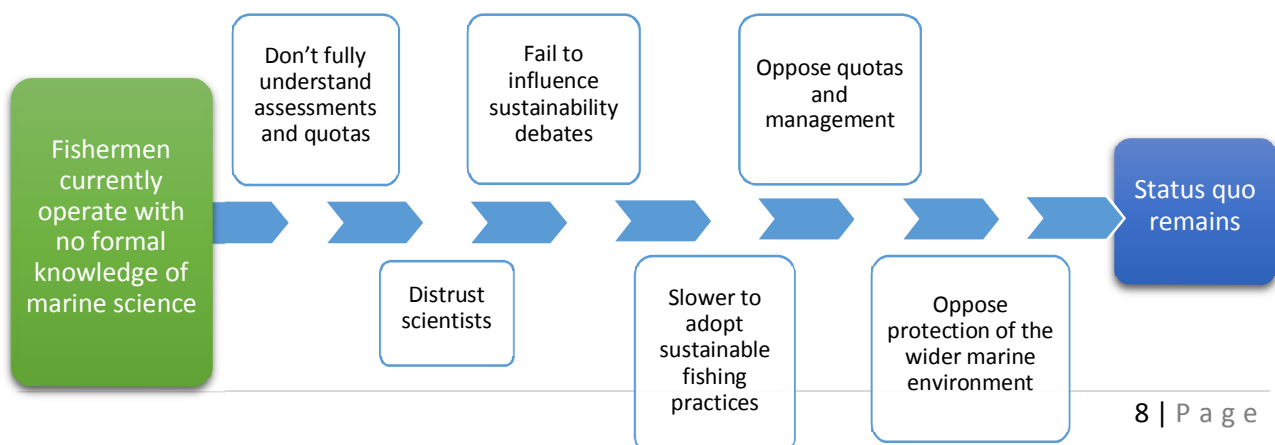 Fishermen
currently
operate with
no formal
knowledge of
marine science
Don’t fully
understand
assessments
and quotas
Distrust
scientists
Fail to
influence
sustainability
debates
Slower to
adopt
sustainable
fishing
practices
Oppose quotas
and
management
Oppose
protection of the
wider marine
environment
Status quo
remains
8 | P a g e